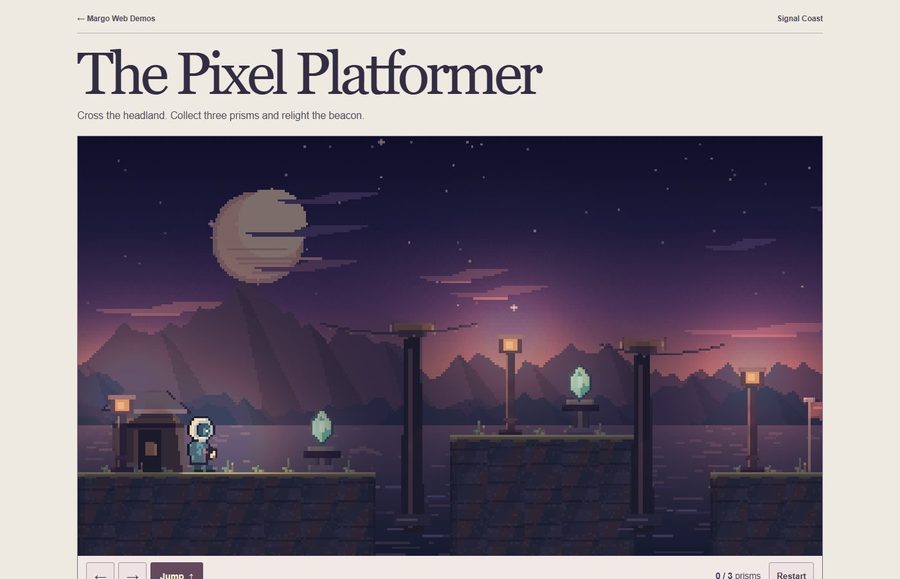 ← Margo Web Demos
Signal Coast
The Pixel Platformer
Cross the headland. Collect three prisms and relight the beacon.
← → Jump ↑
0 / 3 prisms
Restart